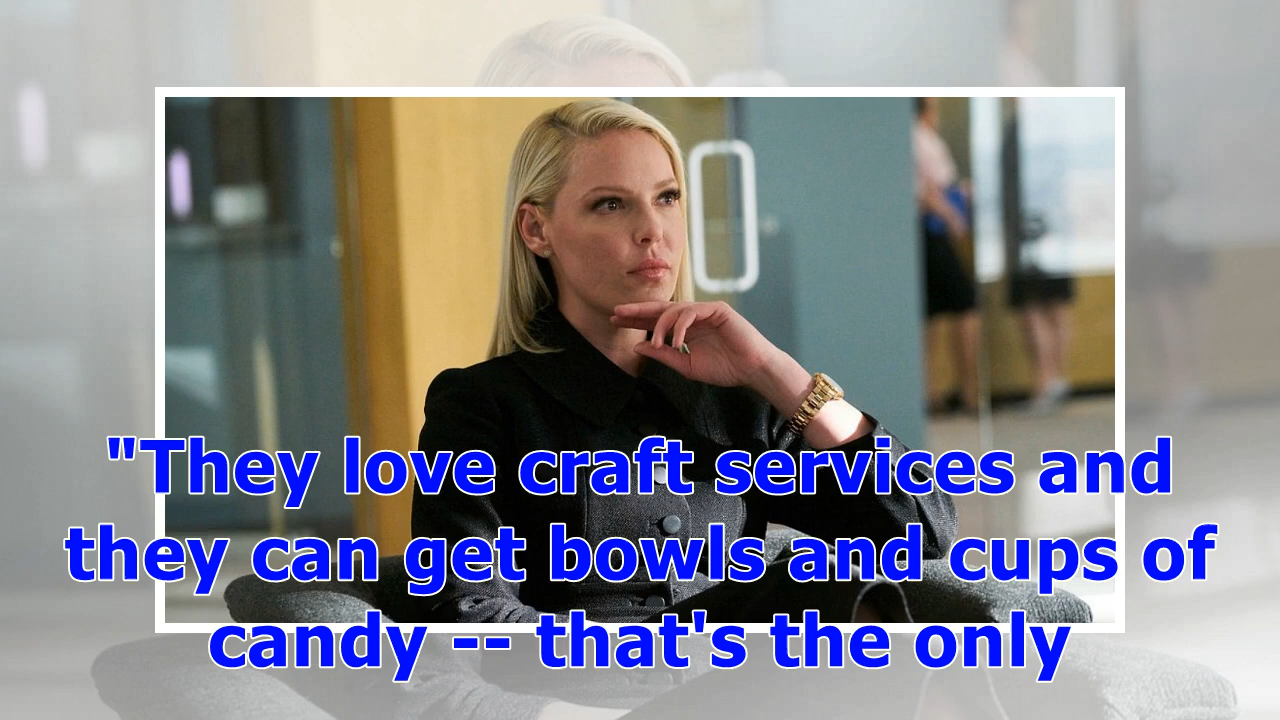 "They love craft services and
they can get bowls and cups of
candy -- that's the only